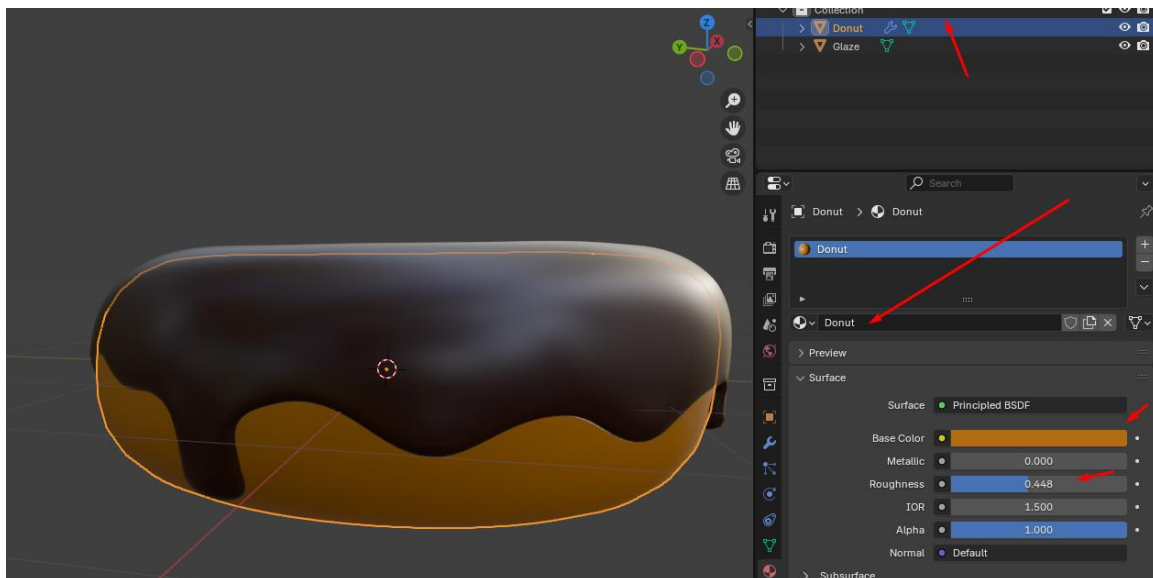 Collection
Donut
Glaze
Z
X
Y
Search
Donut > Donut
Donut
Donut
Preview
Surface
Surface Principled BSDF
Base Color
Metallic 0.000
Roughness 0.448
IOR 1.500
Alpha 1.000
Normal Default
Subsurface